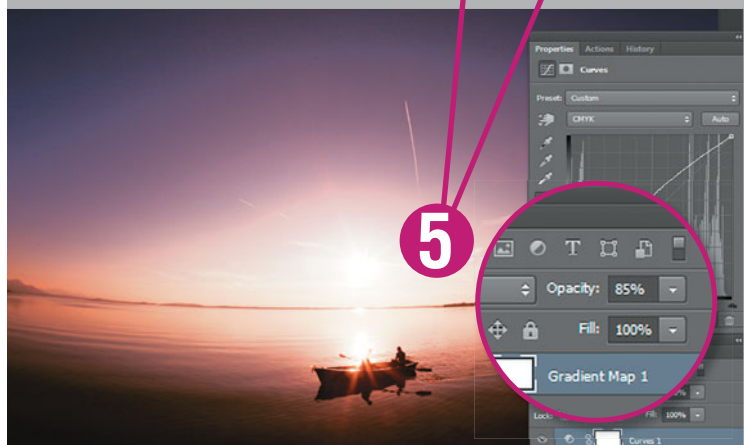 Properties Actions History
Curves
Preset: Custom
CMYK Auto
5
T
Opacity: 85%
Fill: 100%
Gradient Map 1
Lock: Fill: 100%
Curves 1